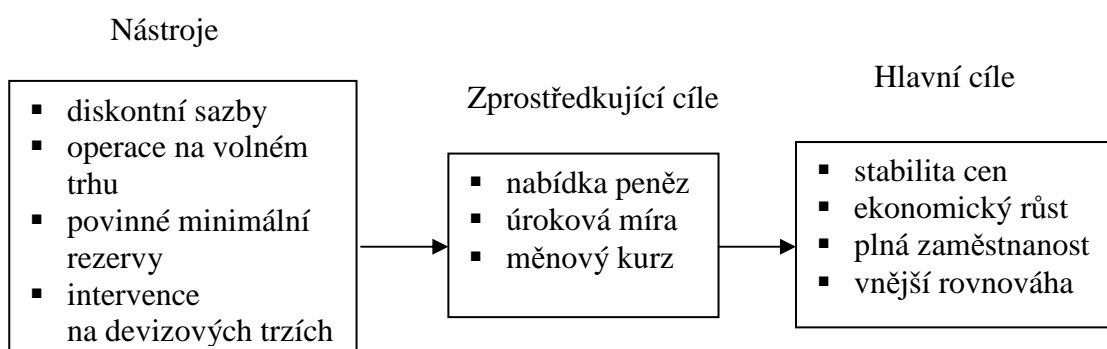 Nástroje
▪ diskontní sazby
▪ operace na volném
trhu
▪ povinné minimální
rezervy
▪ intervence
na devizových trzích
Zprostředkující cíle
▪ nabídka peněz
▪ úroková míra
▪ měnový kurz
Hlavní cíle
▪ stabilita cen
▪ ekonomický růst
▪ plná zaměstnanost
▪ vnější rovnováha